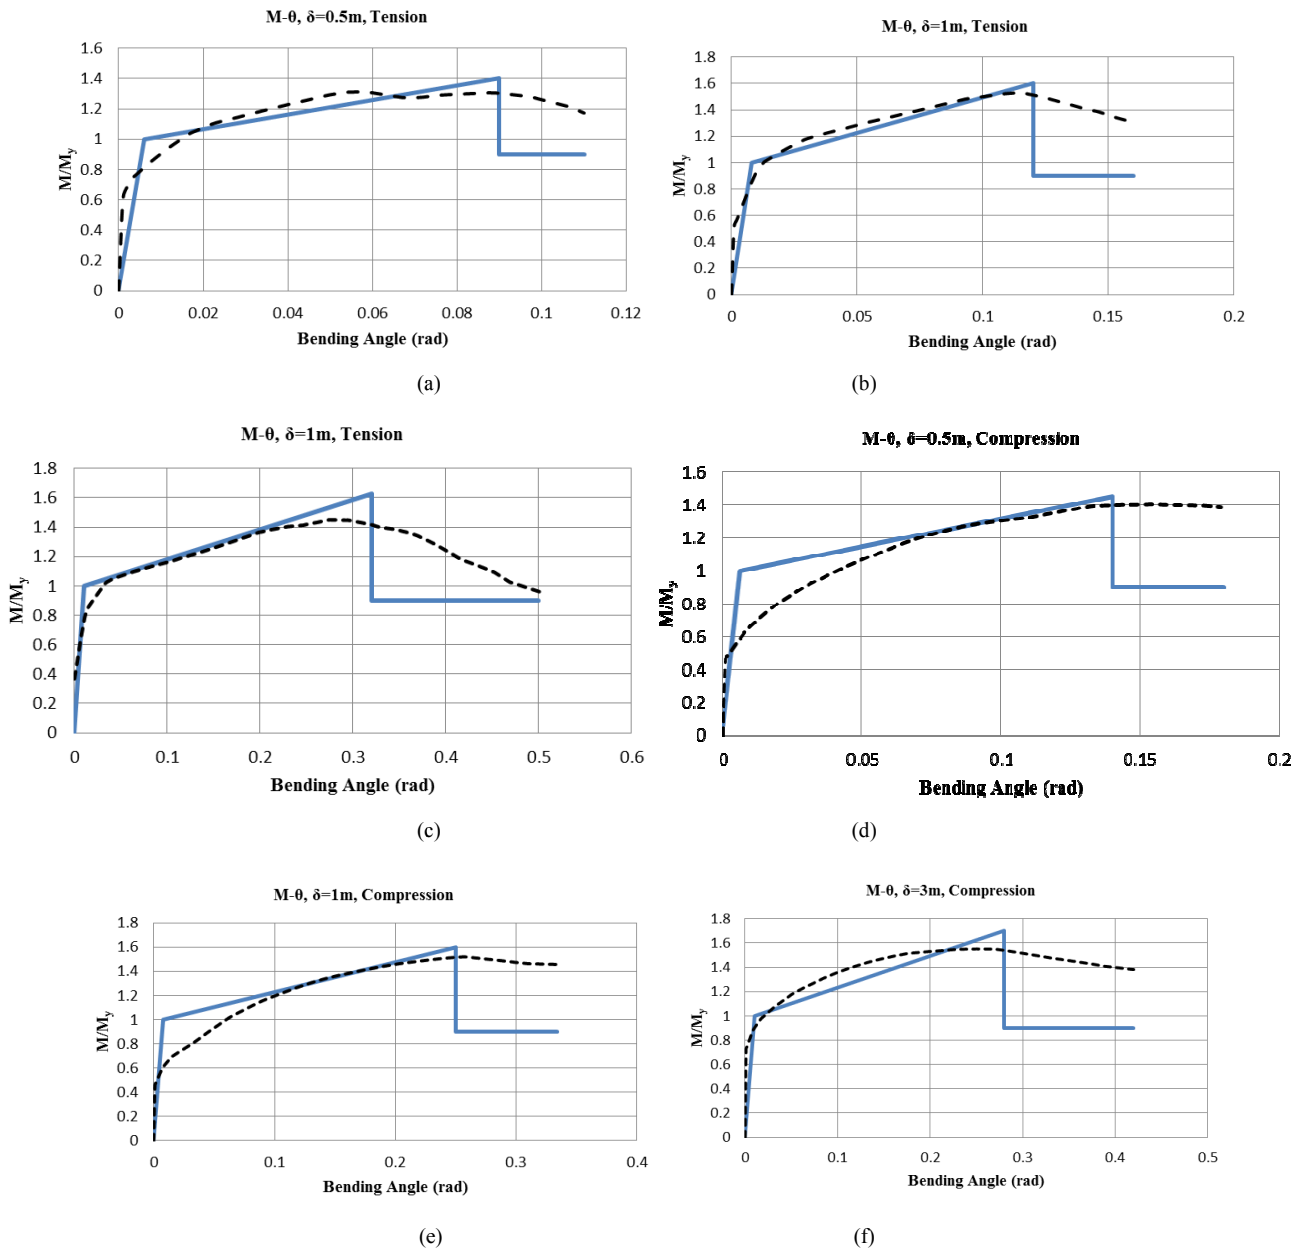 M-θ, δ=0.5m, Tension
1.6
1.4
1.2
1
0.8
0.6
0.4
0.2
0
M/My
0 0.02 0.04 0.06 0.08 0.1 0.12
Bending Angle (rad)
(a)
M-θ, δ=1m, Tension
1.8
1.6
1.4
1.2
1
0.8
0.6
0.4
0.2
0
M/My
0 0.05 0.1 0.15 0.2
Bending Angle (rad)
(b)
M-θ, δ=1m, Tension
1.8
1.6
1.4
1.2
1
0.8
0.6
0.4
0.2
0
M/My
0 0.1 0.2 0.3 0.4 0.5 0.6
Bending Angle (rad)
(c)
M-θ, δ=0.5m, Compression
1.6
1.4
1.2
1
0.8
0.6
0.4
0.2
0
M/My
0 0.05 0.1 0.15 0.2
Bending Angle (rad)
(d)
M-θ, δ=1m, Compression
1.8
1.6
1.4
1.2
1
0.8
0.6
0.4
0.2
0
M/My
0 0.1 0.2 0.3 0.4
Bending Angle (rad)
(e)
M-θ, δ=3m, Compression
1.8
1.6
1.4
1.2
1
0.8
0.6
0.4
0.2
0
M/My
0 0.1 0.2 0.3 0.4 0.5
Bending Angle (rad)
(f)